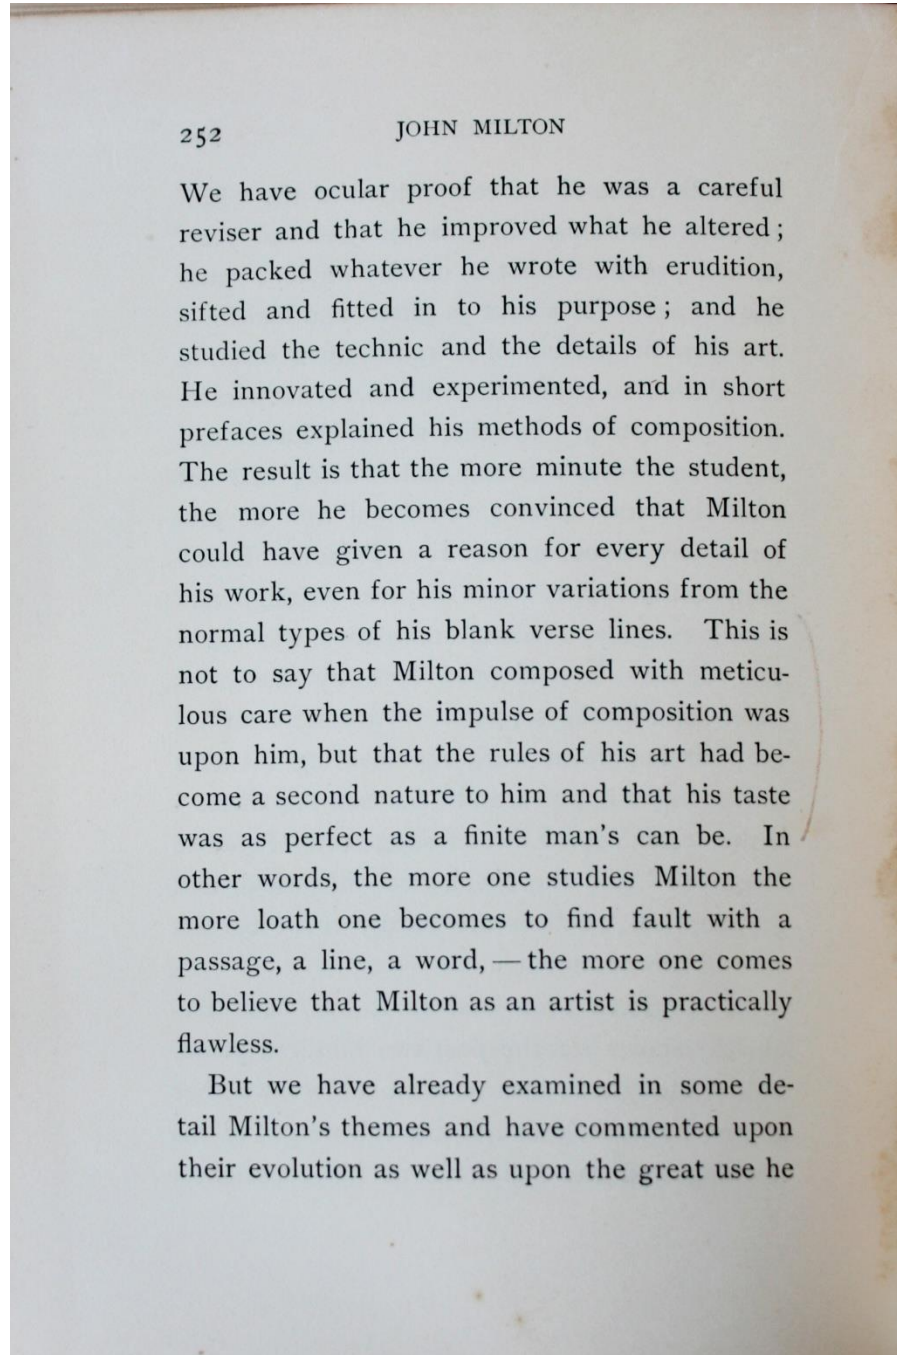 252
JOHN MILTON
We have ocular proof that he was a careful
reviser and that he improved what he altered ;
he packed whatever he wrote with erudition,
sifted and fitted in to his purpose ; and he
studied the technic and the details of his art.
He innovated and experimented, and in short
prefaces explained his methods of composition.
The result is that the more minute the student,
the more he becomes convinced that Milton
could have given a reason for every detail of
his work, even for his minor variations from the
normal types of his blank verse lines. This is
not to say that Milton composed with meticu-
lous care when the impulse of composition was
upon him, but that the rules of his art had be-
come a second nature to him and that his taste
was as perfect as a finite man's can be. In
other words, the more one studies Milton the
more loath one becomes to find fault with a
passage, a line, a word, — the more one comes
to believe that Milton as an artist is practically
flawless.
But we have already examined in some de-
tail Milton's themes and have commented upon
their evolution as well as upon the great use he